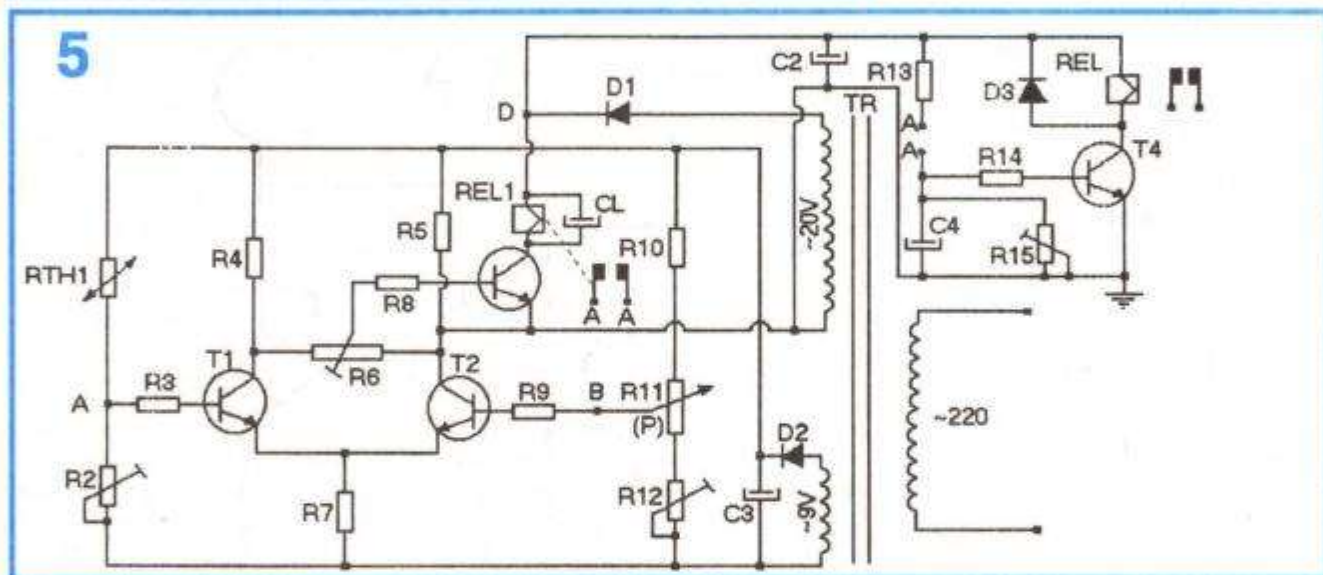 5
C2
R13
D3
REL
D1
TR
D
A
A
T4
R14
REL1
CL
R5
R10
~20V
C4
R15
R4
RTH1
R8
A A
T1
R6
T2
R3
R9
B
R11
(P)
A
~220
D2
R2
R7
R12
C3
~9V